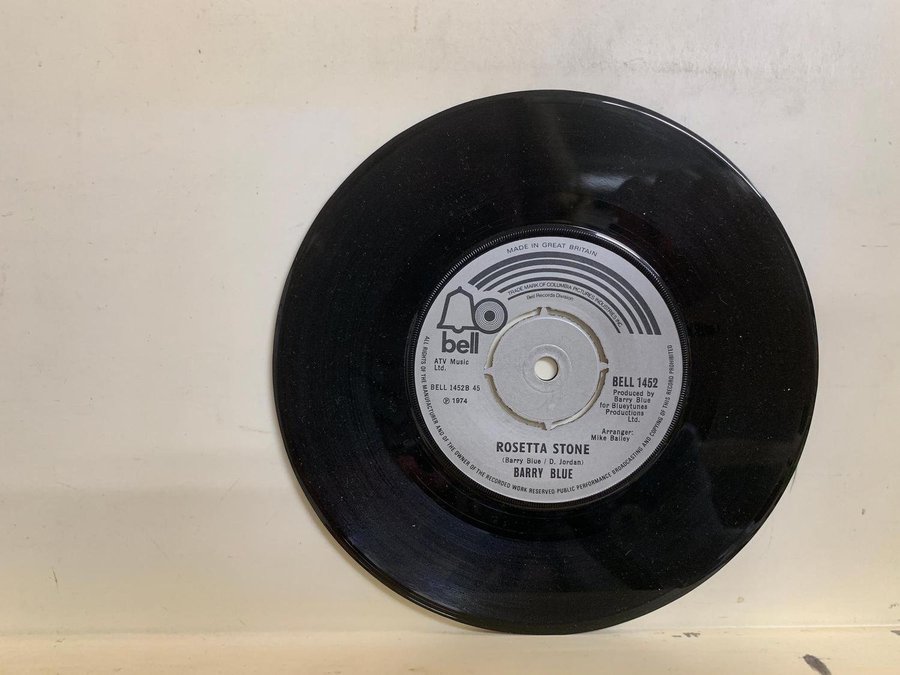 MADE IN GREAT BRITAIN
TRADE MARK OF COLUMBIA PICTURES INDUSTRIES INC.
Bell Records Division
bell
ATV Music
Ltd.
BELL 1452B 45
℗ 1974
BELL 1452
Produced by
Barry Blue
for Blueytunes
Productions
Ltd.
Arranger:
Mike Bailey
ROSETTA STONE
(Barry Blue / D. Jordan)
BARRY BLUE
ALL RIGHTS OF THE MANUFACTURER AND OF THE OWNER OF THE RECORDED WORK RESERVED·PUBLIC PERFORMANCE BROADCASTING AND COPYING OF THIS RECORD PROHIBITED